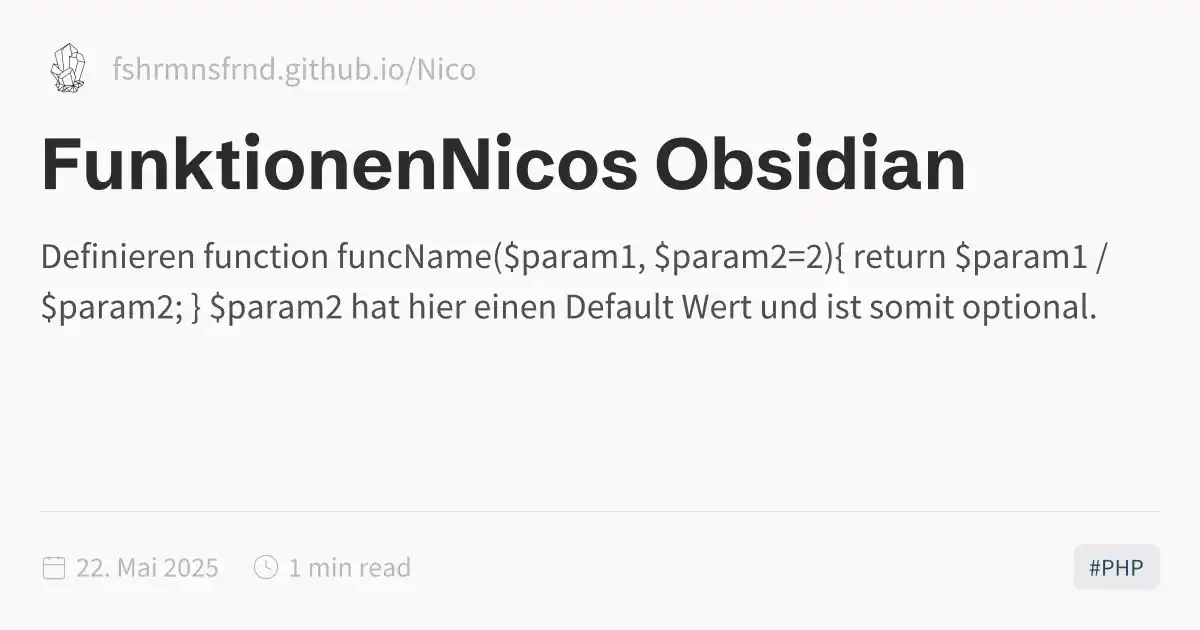 fshrmnsfrnd.github.io/Nico
FunktionenNicos Obsidian
Definieren function funcName($param1, $param2=2){ return $param1 /
$param2; } $param2 hat hier einen Default Wert und ist somit optional.
22. Mai 2025 1 min read #PHP